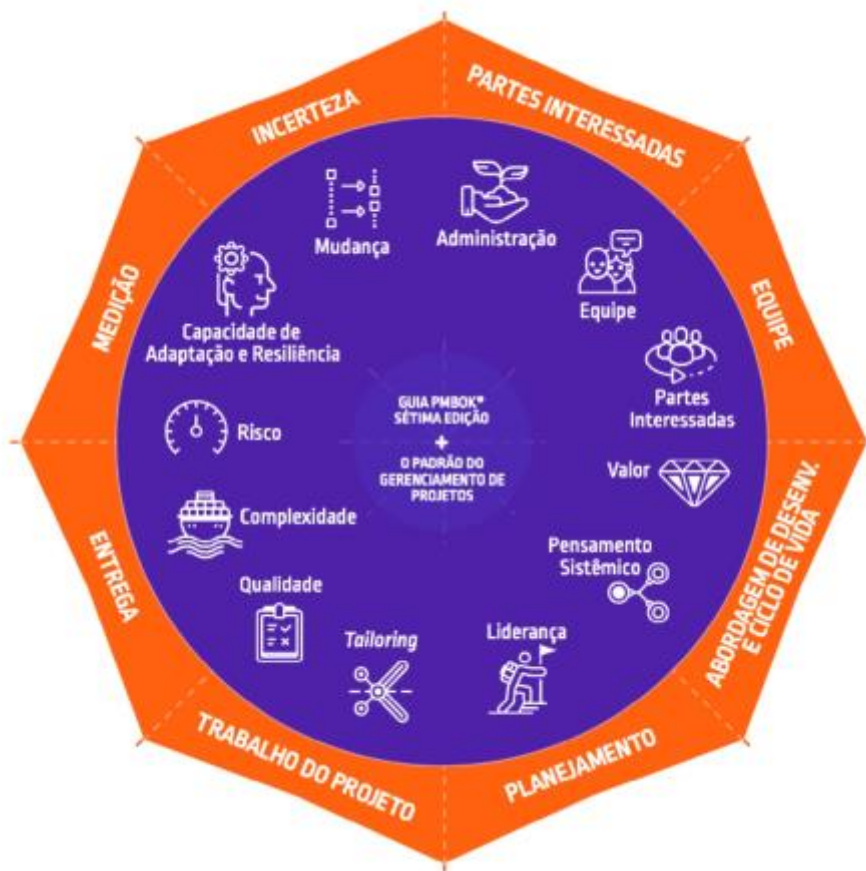 INCERTEZA
PARTES INTERESSADAS
EQUIPE
ABORDAGEM DE DESENV.
E CICLO DE VIDA
PLANEJAMENTO
TRABALHO DO PROJETO
ENTREGA
MEDIÇÃO
Mudança
Administração
Equipe
Partes
Interessadas
Valor
Pensamento
Sistêmico
Liderança
Tailoring
Qualidade
Complexidade
Risco
Capacidade de
Adaptação e Resiliência
GUIA PMBOK®
SÉTIMA EDIÇÃO
+
O PADRÃO DO
GERENCIAMENTO DE
PROJETOS